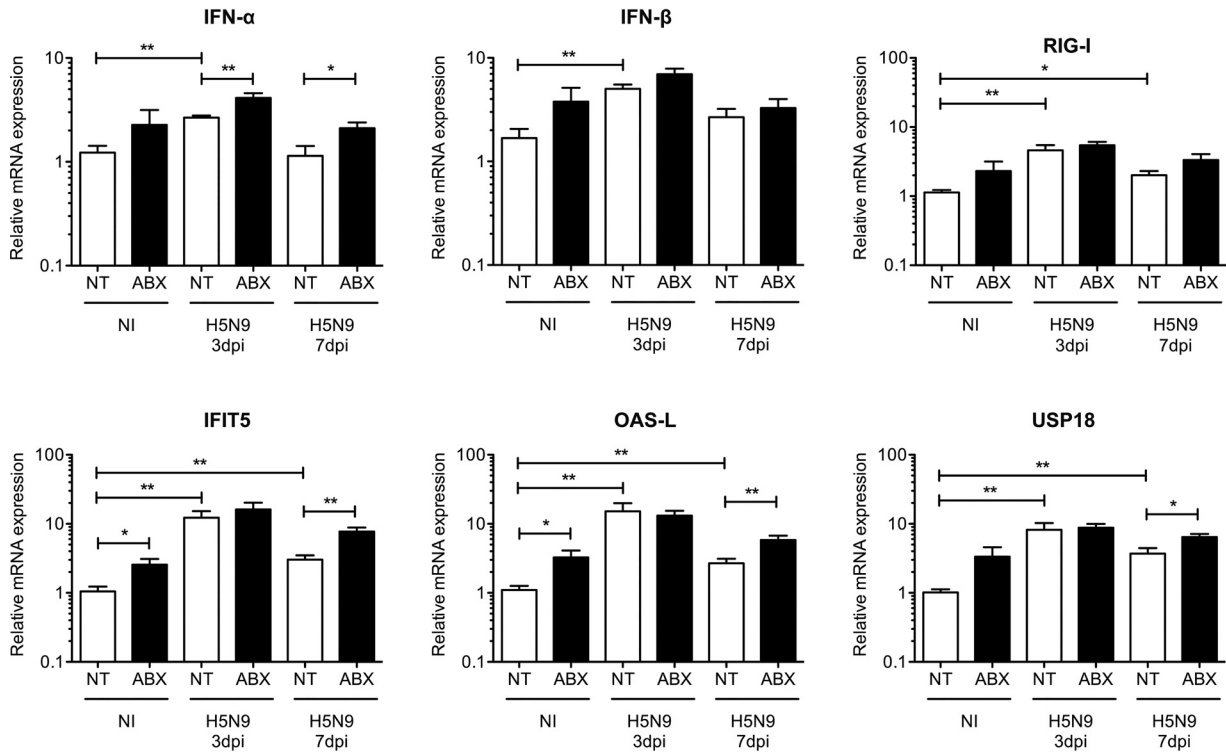 IFN-α
Relative mRNA expression
10
1
0.1
**
**
*
NT ABX NT ABX NT ABX
NI H5N9 H5N9
3dpi 7dpi
IFN-β
Relative mRNA expression
10
1
0.1
**
NT ABX NT ABX NT ABX
NI H5N9 H5N9
3dpi 7dpi
RIG-I
Relative mRNA expression
100
10
1
0.1
*
**
NT ABX NT ABX NT ABX
NI H5N9 H5N9
3dpi 7dpi
IFIT5
Relative mRNA expression
100
10
1
0.1
**
**
**
*
NT ABX NT ABX NT ABX
NI H5N9 H5N9
3dpi 7dpi
OAS-L
Relative mRNA expression
100
10
1
0.1
**
**
**
*
NT ABX NT ABX NT ABX
NI H5N9 H5N9
3dpi 7dpi
USP18
Relative mRNA expression
100
10
1
0.1
**
**
*
NT ABX NT ABX NT ABX
NI H5N9 H5N9
3dpi 7dpi